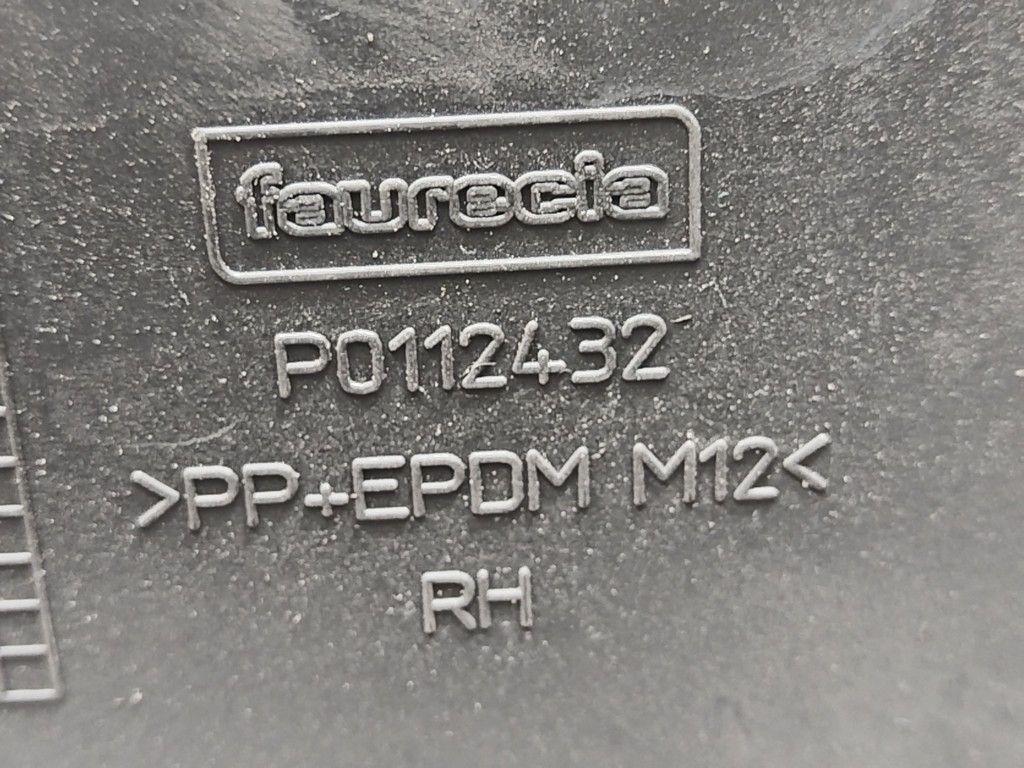 faurecia
P0112432
>PP+EPDM M12<
RH